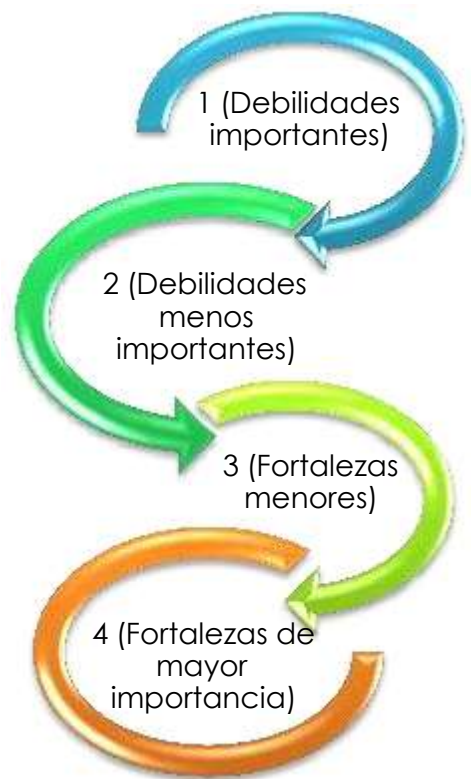 1 (Debilidades
importantes)
2 (Debilidades
menos
importantes)
3 (Fortalezas
menores)
4 (Fortalezas de
mayor
importancia)